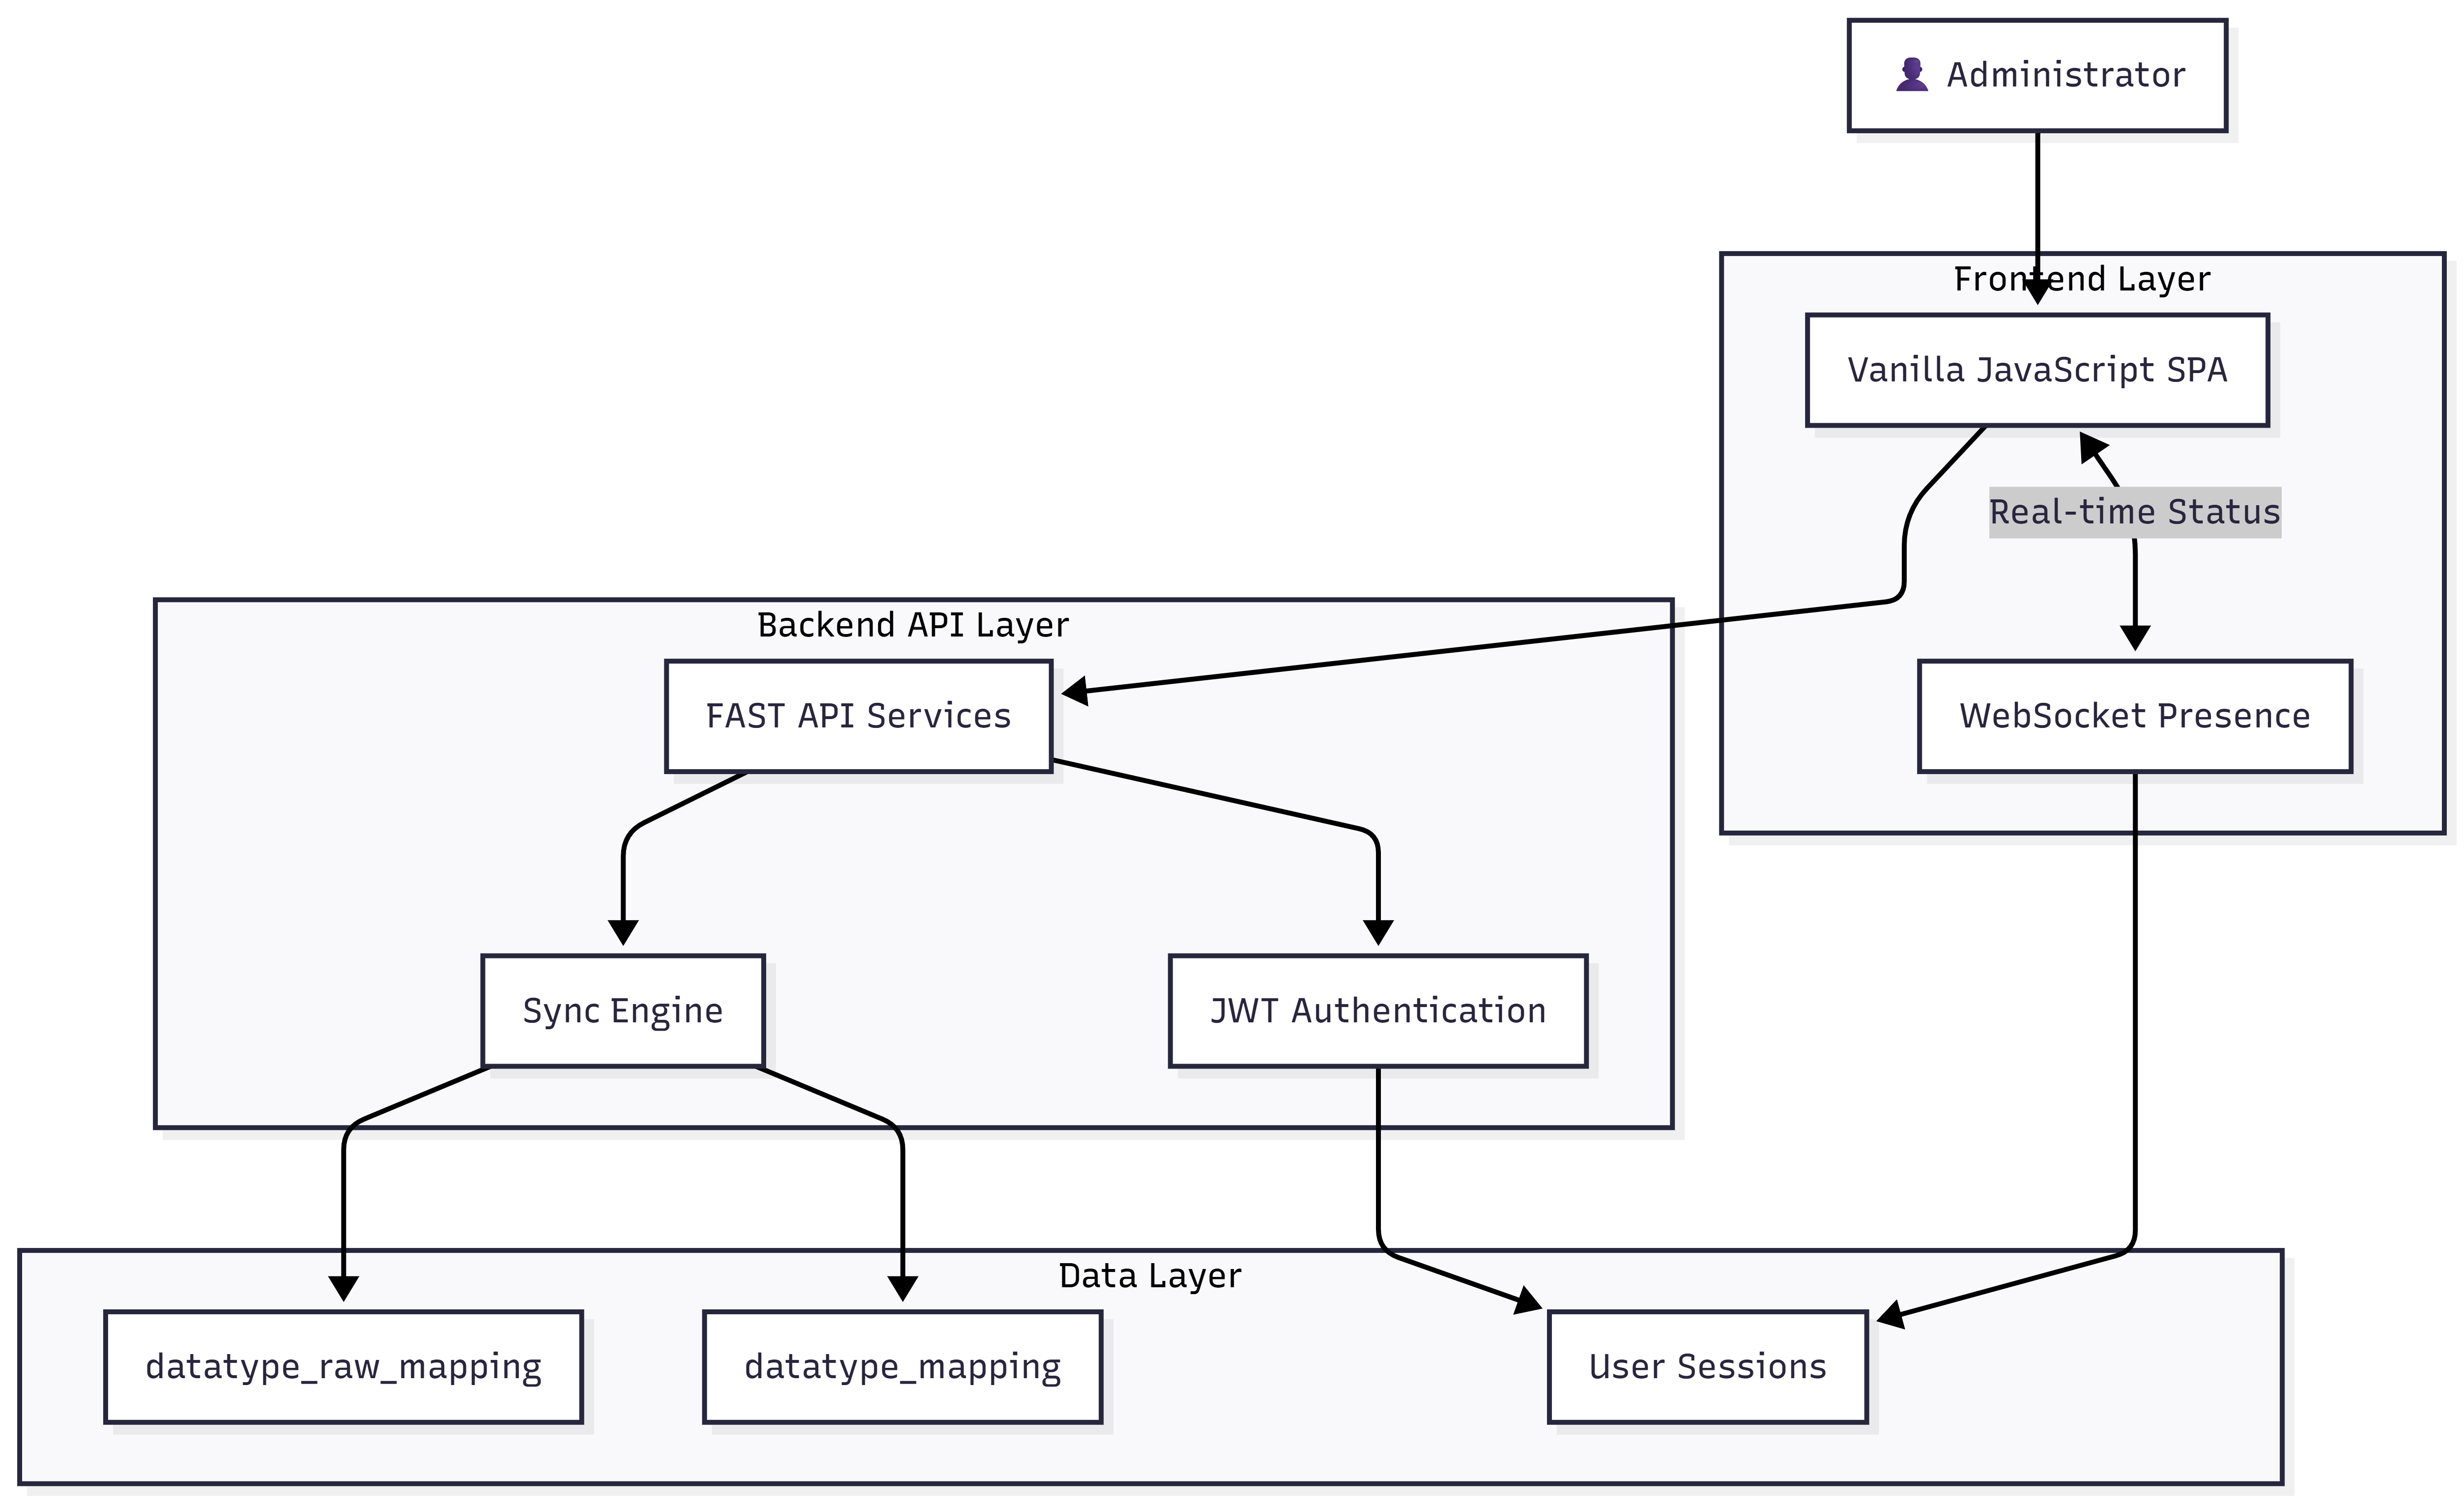 Administrator
Frontend Layer
Vanilla JavaScript SPA
Real-time Status
Backend API Layer
FAST API Services
WebSocket Presence
Sync Engine
JWT Authentication
Data Layer
datatype_raw_mapping
datatype_mapping
User Sessions